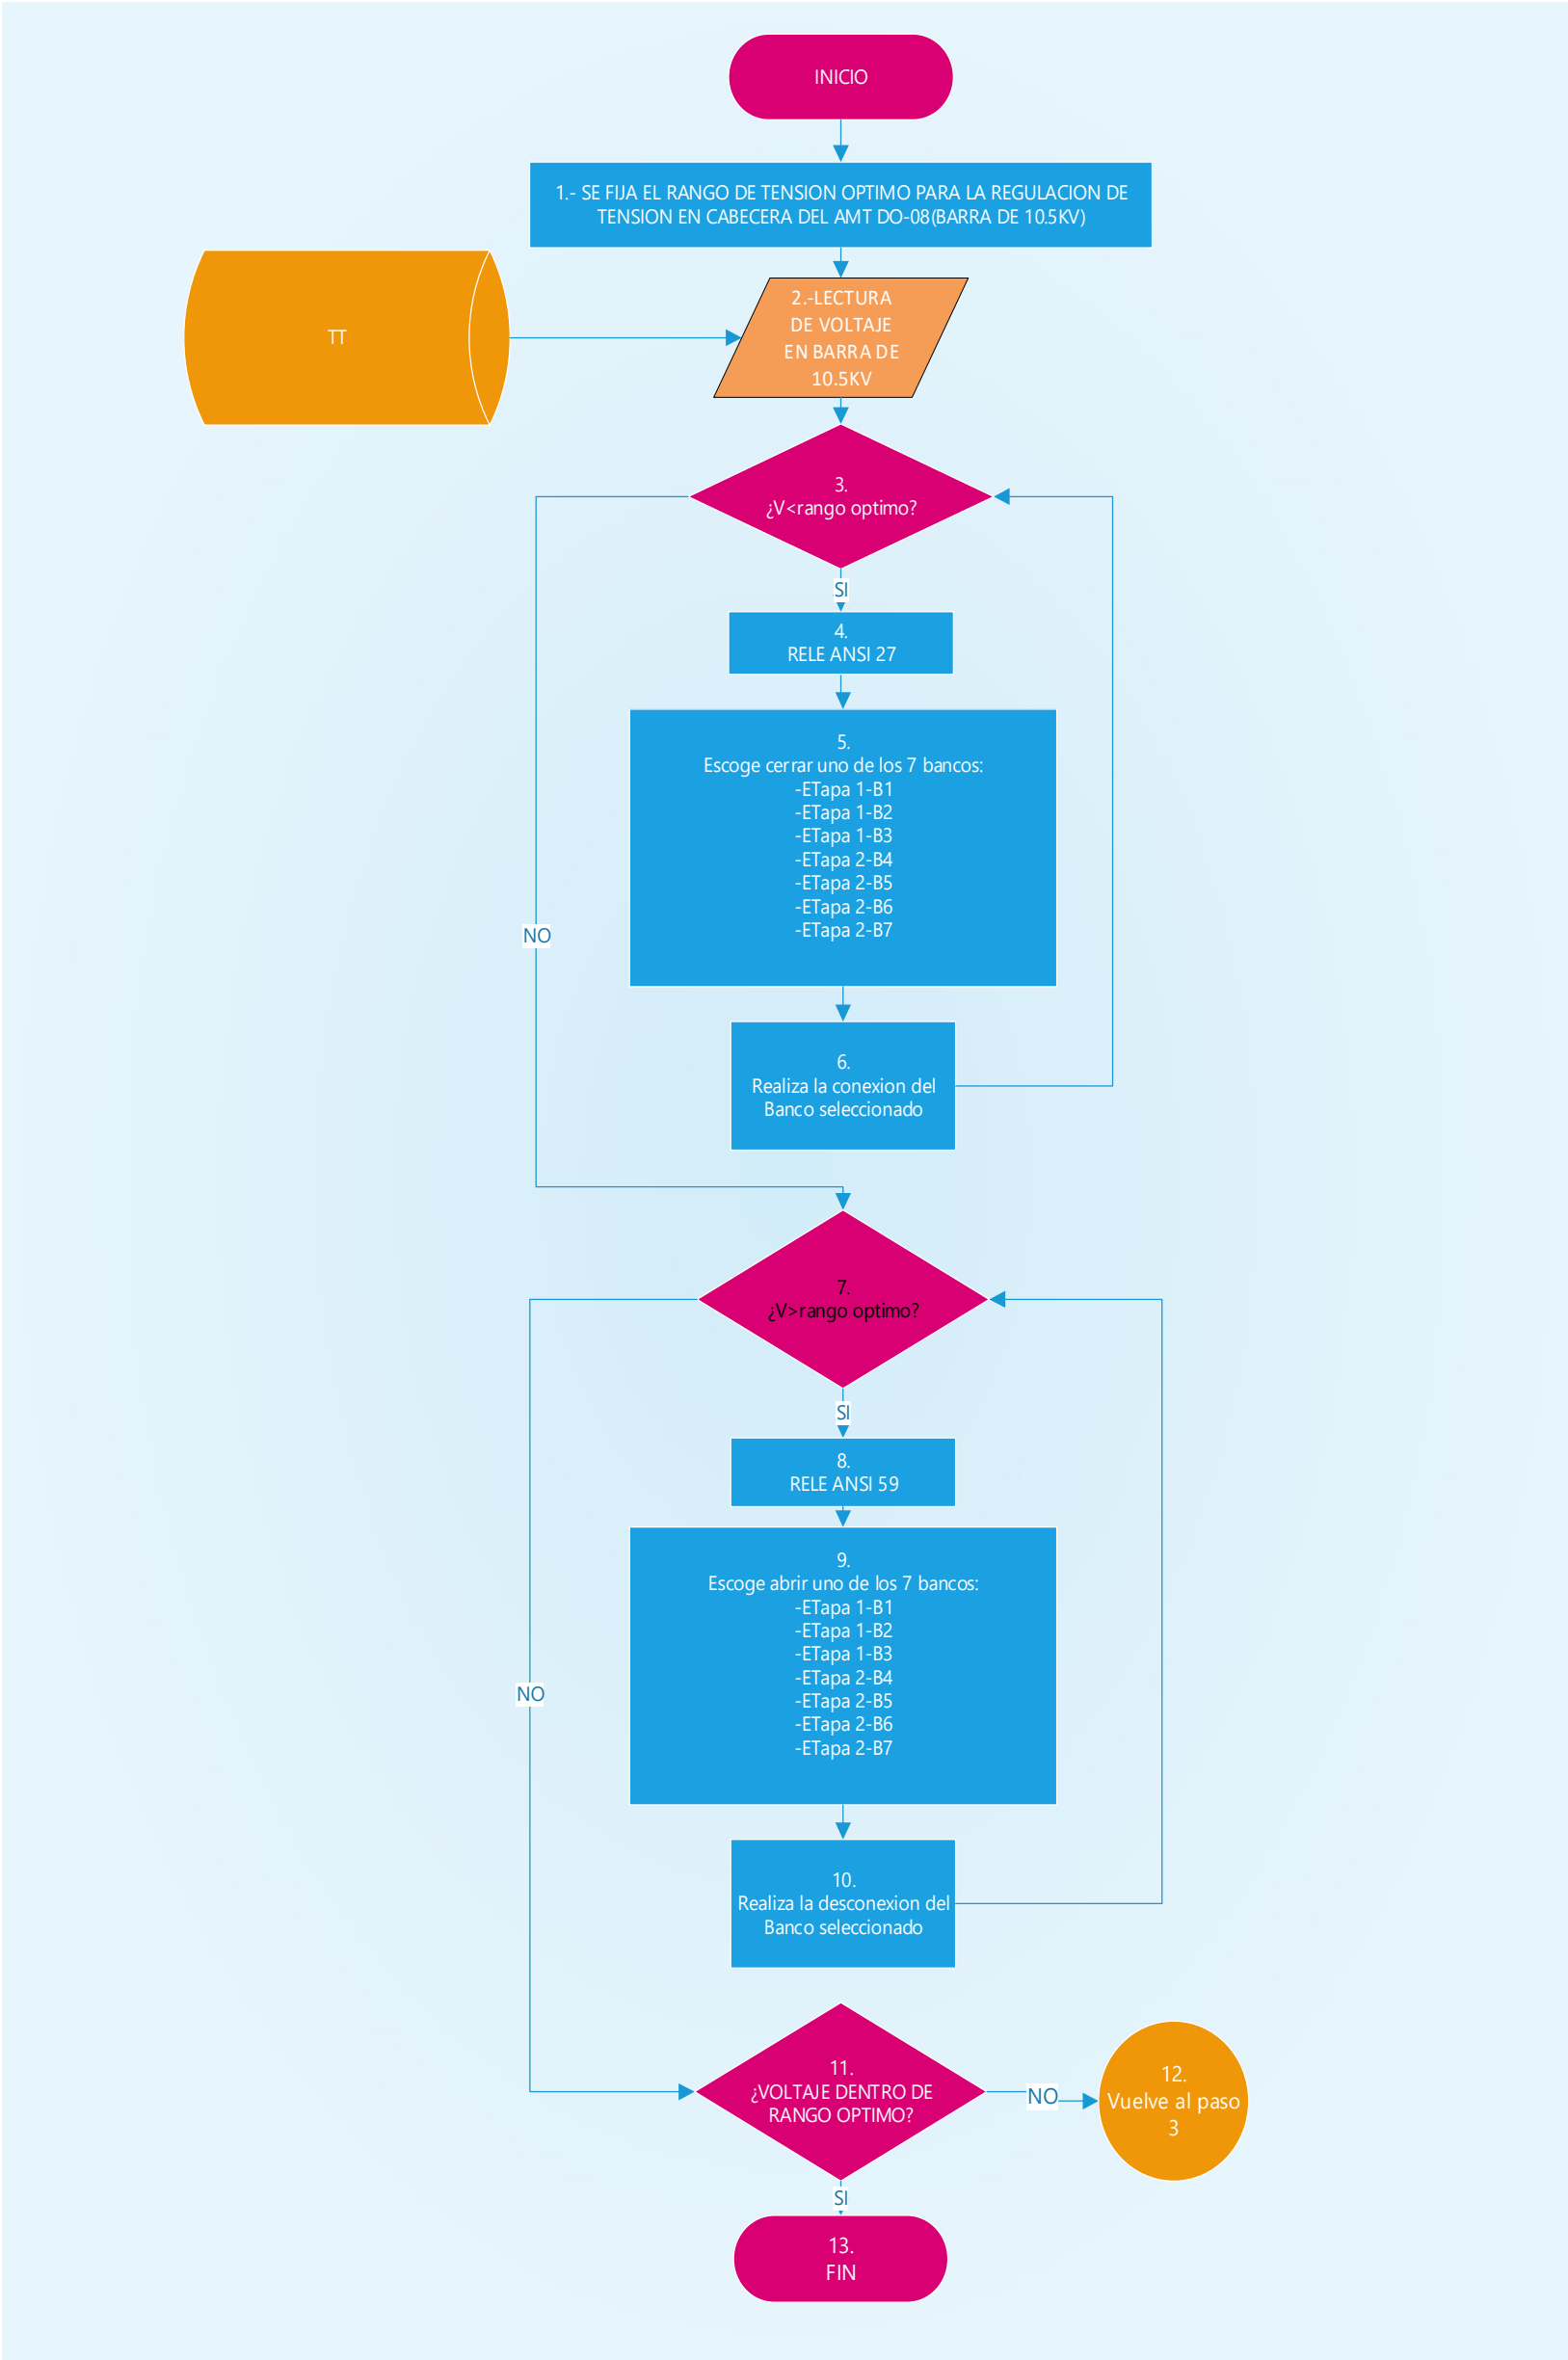 INICIO
1.- SE FIJA EL RANGO DE TENSION OPTIMO PARA LA REGULACION DE
TENSION EN CABECERA DEL AMT DO-08(BARRA DE 10.5KV)
TT
2.-LECTURA
DE VOLTAJE
EN BARRA DE
10.5KV
3.
¿V<rango optimo?
SI
4.
RELE ANSI 27
5.
Escoge cerrar uno de los 7 bancos:
-ETapa 1-B1
-ETapa 1-B2
-ETapa 1-B3
-ETapa 2-B4
-ETapa 2-B5
-ETapa 2-B6
-ETapa 2-B7
NO
6.
Realiza la conexion del
Banco seleccionado
7.
¿V>rango optimo?
SI
8.
RELE ANSI 59
9.
Escoge abrir uno de los 7 bancos:
-ETapa 1-B1
-ETapa 1-B2
-ETapa 1-B3
-ETapa 2-B4
-ETapa 2-B5
-ETapa 2-B6
-ETapa 2-B7
NO
10.
Realiza la desconexion del
Banco seleccionado
11.
¿VOLTAJE DENTRO DE
RANGO OPTIMO?
NO
12.
Vuelve al paso
3
SI
13.
FIN